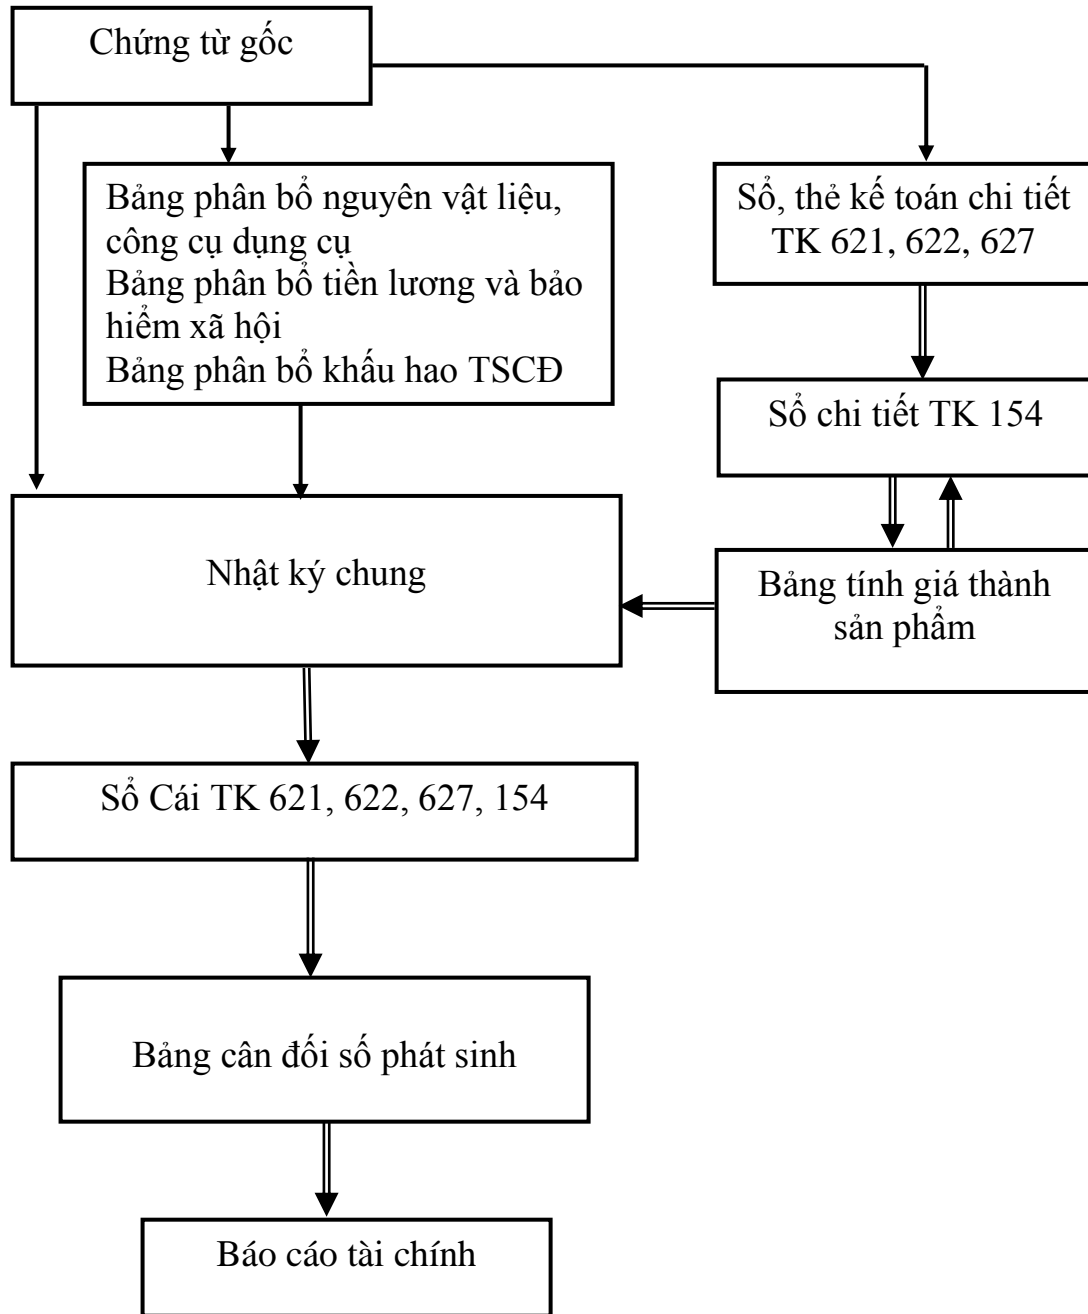 Chứng từ gốc
Bảng phân bổ nguyên vật liệu,
công cụ dụng cụ
Bảng phân bổ tiền lương và bảo
hiểm xã hội
Bảng phân bổ khấu hao TSCĐ
Sổ, thẻ kế toán chi tiết
TK 621, 622, 627
Sổ chi tiết TK 154
Nhật ký chung
Bảng tính giá thành
sản phẩm
Sổ Cái TK 621, 622, 627, 154
Bảng cân đối số phát sinh
Báo cáo tài chính